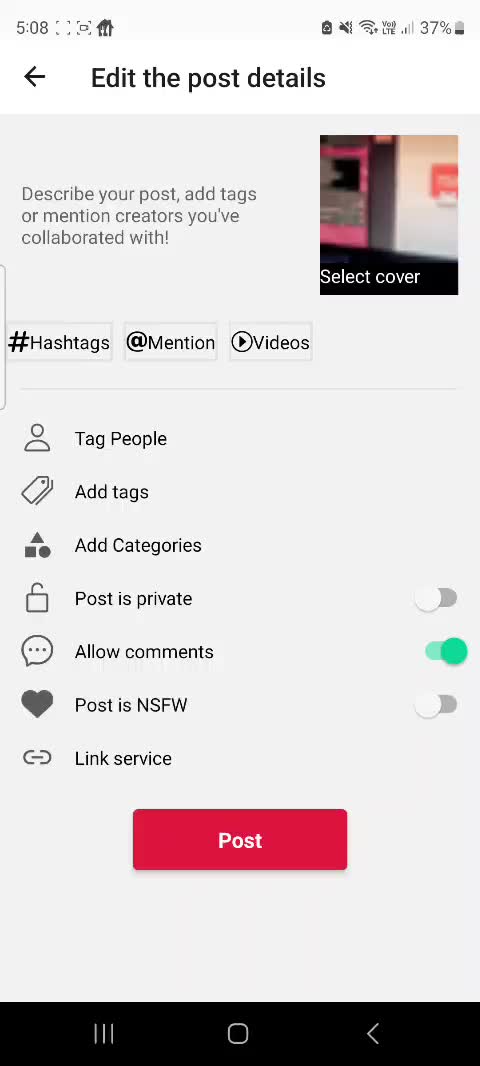 5:08
37%
Edit the post details
Describe your post, add tags
or mention creators you've
collaborated with!
Select cover
#Hashtags @Mention Videos
Tag People
Add tags
Add Categories
Post is private
Allow comments
Post is NSFW
Link service
Post